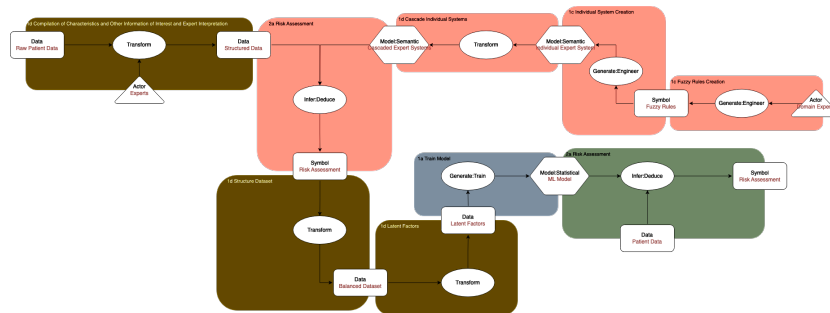 1d Compilation of Characteristics and Other Information of Interest and Expert Interpretation
Data
Raw Patient Data
Transform
Actor
Experts
Data
Structured Data
2a Risk Assessment
Infer:Deduce
Symbol
Risk Assessment
Model:Semantic
Cascaded Expert Systems
1d Cascade Individual Systems
Transform
Model:Semantic
Individual Expert System
1c Individual System Creation
Generate:Engineer
Symbol
Fuzzy Rules
1c Fuzzy Rules Creation
Generate:Engineer
Actor
Domain Exper
1d Structure Dataset
Transform
Data
Balanced Dataset
1d Latent Factors
Transform
Data
Latent Factors
1a Train Model
Generate:Train
Model:Statistical
ML Model
Risk Assessment
Infer:Deduce
Data
Patient Data
Symbol
Risk Assessment